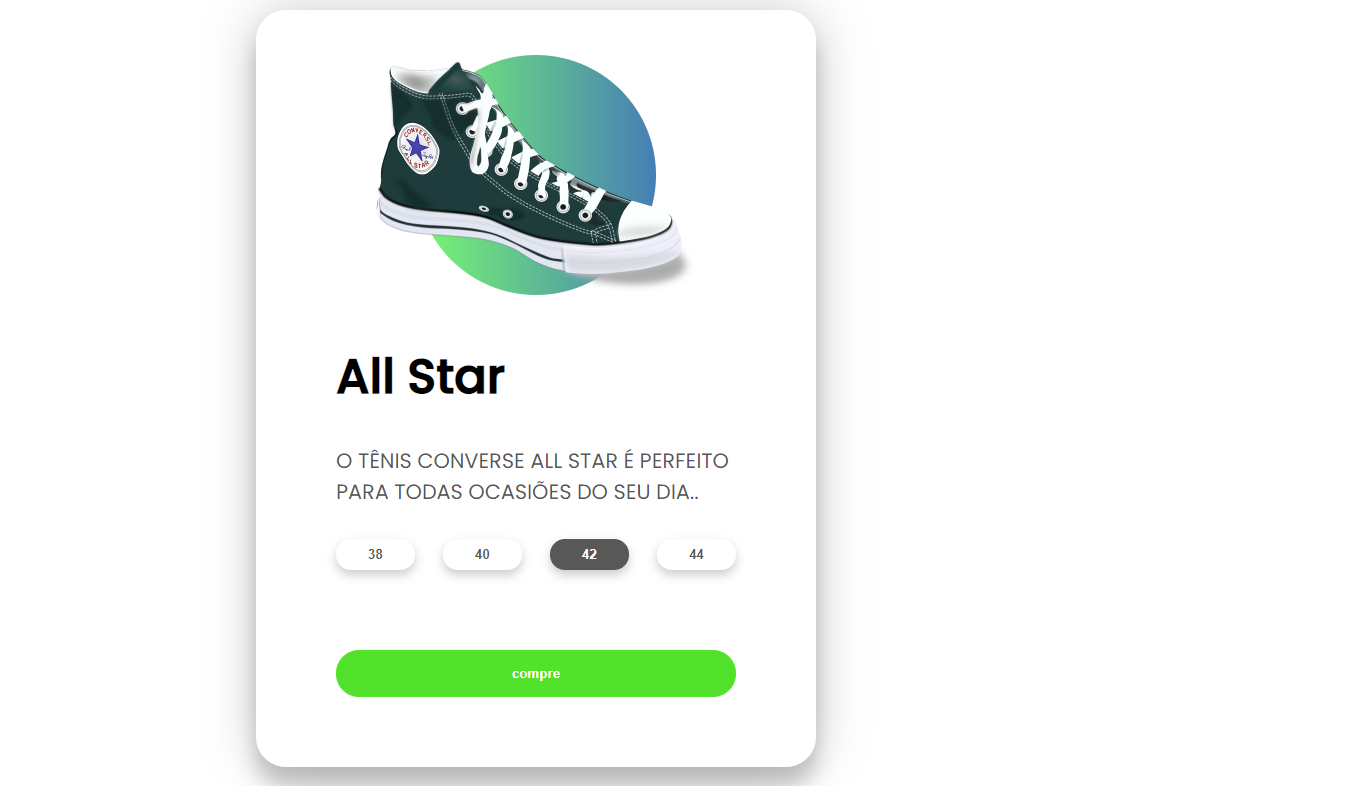 CONVERSE
ALL STAR
All Star
O TÊNIS CONVERSE ALL STAR É PERFEITO
PARA TODAS OCASIÕES DO SEU DIA..
38 40 42 44
compre